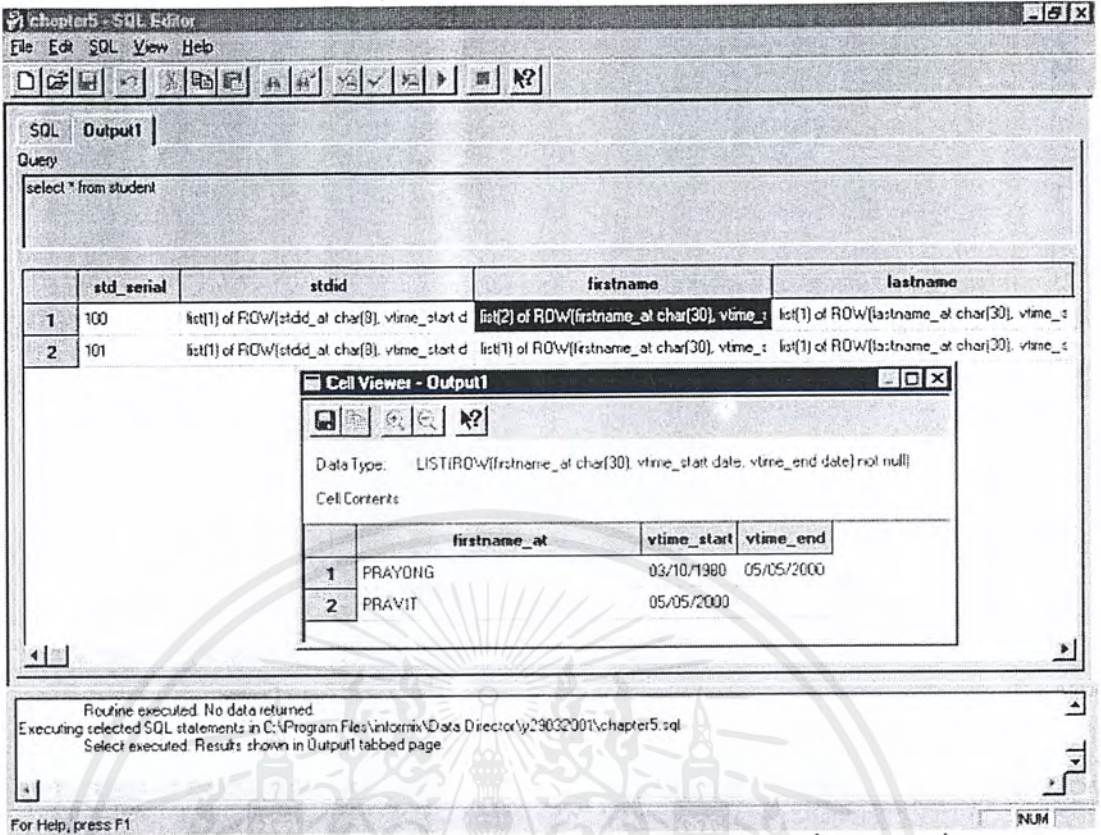 chapter5 - SQL Editor
File Edit SQL View Help
SQL Output1
Query
select * from student
std_serial stdid firstname lastname
1 100 list(1) of ROW(stdid_at char(8), vtime_start d list(2) of ROW(firstname_at char(30), vtime_s list(1) of ROW(lastname_at char(30), vtime_s
2 101 list(1) of ROW(stdid_at char(8), vtime_start d list(1) of ROW(firstname_at char(30), vtime_s list(1) of ROW(lastname_at char(30), vtime_s
Cell Viewer - Output1
Data Type: LIST(ROW(firstname_at char(30), vtime_start date, vtime_end date) not null)
Cell Contents
firstname_at vtime_start vtime_end
1 PRAYONG 03/10/1980 05/05/2000
2 PRAVIT 05/05/2000
Routine executed. No data returned
Executing selected SQL statements in C:\Program Files\informix\Data Director\y29032001\chapter5.sql
Select executed. Results shown in Output1 tabbed page
For Help, press F1 NUM